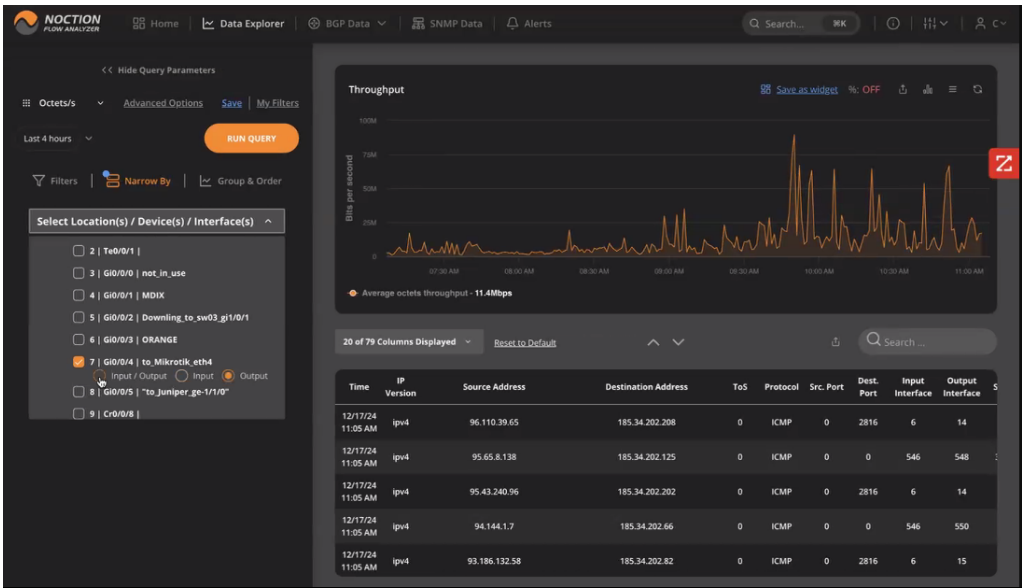 NOCTION
FLOW ANALYZER
Home
Data Explorer
BGP Data
SNMP Data
Alerts
Search...
⌘K
C
Hide Query Parameters
Octets/s
Advanced Options
Save
My Filters
Last 4 hours
RUN QUERY
Filters
Narrow By
Group & Order
Select Location(s) / Device(s) / Interface(s)
2 | Te0/0/1 |
3 | Gi0/0/0 | not_in_use
4 | Gi0/0/1 | MDIX
5 | Gi0/0/2 | Downling_to_sw03_gi1/0/1
6 | Gi0/0/3 | ORANGE
7 | Gi0/0/4 | to_Mikrotik_eth4
Input / Output Input Output
8 | Gi0/0/5 | "to_Juniper_ge-1/1/0"
9 | Cr0/0/8 |
Throughput
Save as widget
%: OFF
Bits per second
100M
75M
50M
25M
0
07:30 AM 08:00 AM 08:30 AM 09:00 AM 09:30 AM 10:00 AM 10:30 AM 11:00 AM
Average octets throughput - 11.4Mbps
20 of 79 Columns Displayed
Reset to Default
Search ...
Time IP Version Source Address Destination Address ToS Protocol Src. Port Dest. Port Input Interface Output Interface S
12/17/24 11:05 AM ipv4 96.110.39.65 185.34.202.208 0 ICMP 0 2816 6 14
12/17/24 11:05 AM ipv4 95.65.8.138 185.34.202.125 0 ICMP 0 0 546 548
12/17/24 11:05 AM ipv4 95.43.240.96 185.34.202.202 0 ICMP 0 2816 6 14
12/17/24 11:05 AM ipv4 94.144.1.7 185.34.202.66 0 ICMP 0 0 546 550
12/17/24 11:05 AM ipv4 93.186.132.58 185.34.202.82 0 ICMP 0 2816 6 15